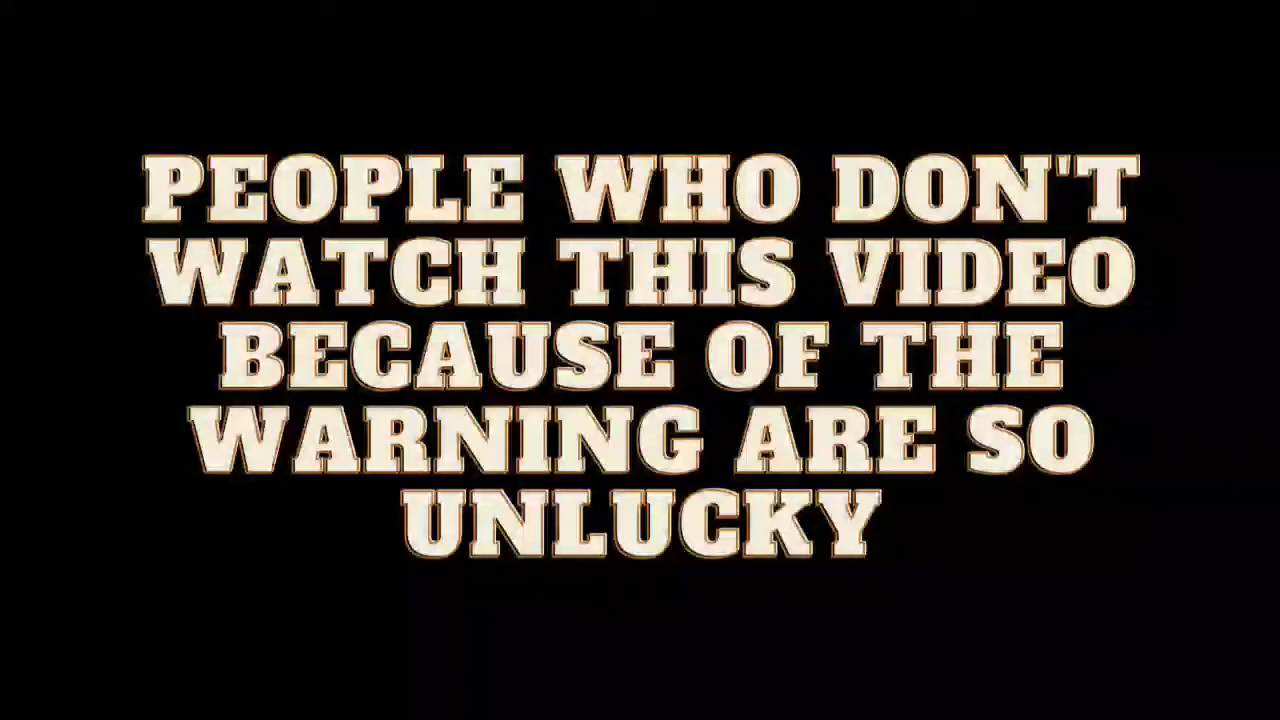 PEOPLE WHO DON'T
WATCH THIS VIDEO
BECAUSE OF THE
WARNING ARE SO
UNLUCKY